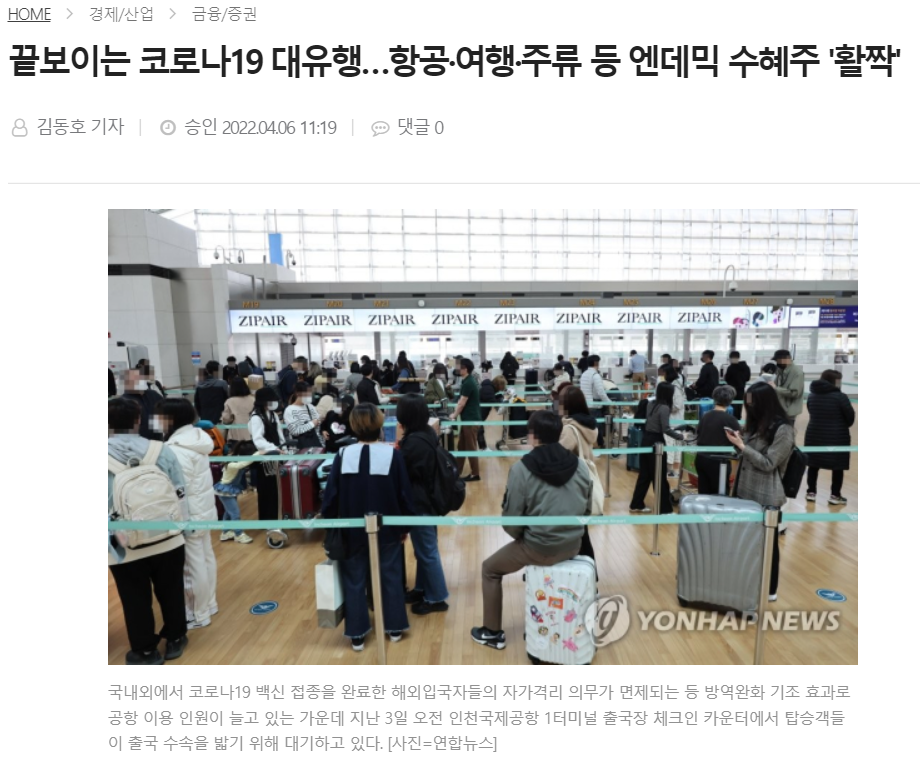 HOME > 경제/산업 > 금융/증권
끝보이는 코로나19 대유행…항공·여행·주류 등 엔데믹 수혜주 '활짝'
김동호 기자 | 승인 2022.04.06 11:19 | 댓글 0
ZIPAIR ZIPAIR ZIPAIR ZIPAIR ZIPAIR ZIPAIR ZIPAIR ZIPAIR
YONHAP NEWS
국내외에서 코로나19 백신 접종을 완료한 해외입국자들의 자가격리 의무가 면제되는 등 방역완화 기조 효과로
공항 이용 인원이 늘고 있는 가운데 지난 3일 오전 인천국제공항 1터미널 출국장 체크인 카운터에서 탑승객들
이 출국 수속을 밟기 위해 대기하고 있다. [사진=연합뉴스]